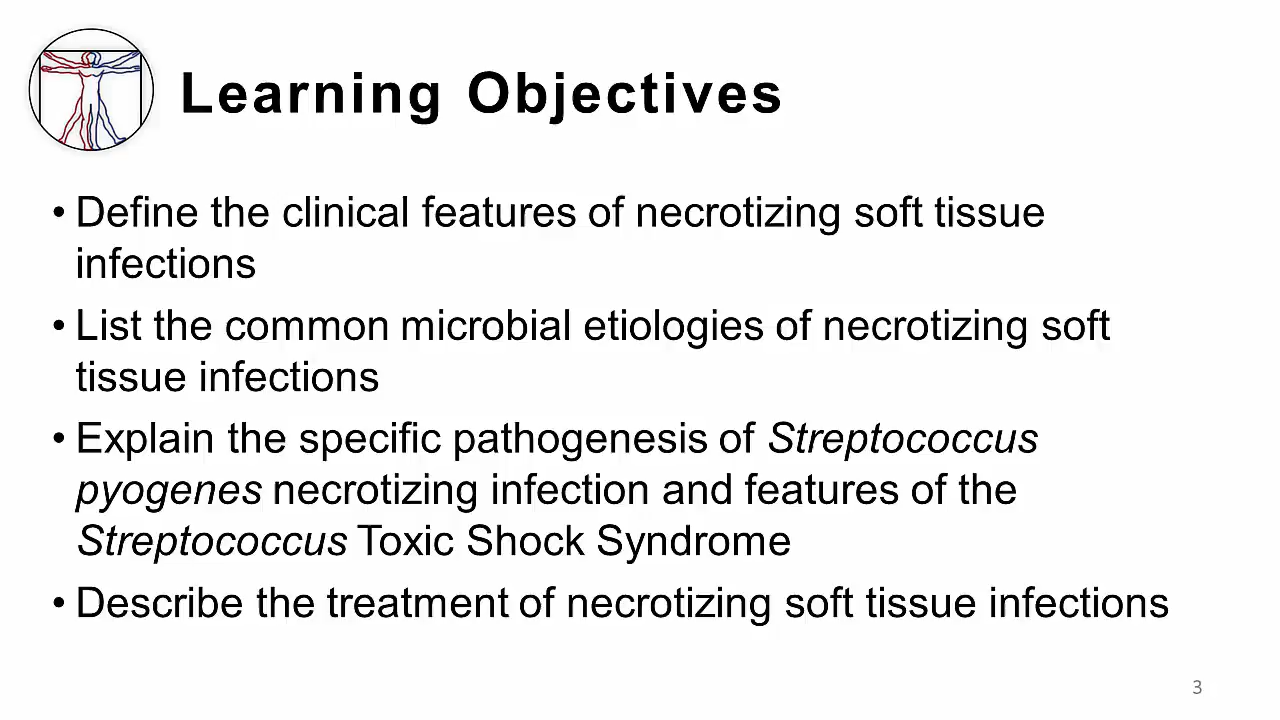 Learning Objectives
• Define the clinical features of necrotizing soft tissue
infections
• List the common microbial etiologies of necrotizing soft
tissue infections
• Explain the specific pathogenesis of Streptococcus
pyogenes necrotizing infection and features of the
Streptococcus Toxic Shock Syndrome
• Describe the treatment of necrotizing soft tissue infections
3